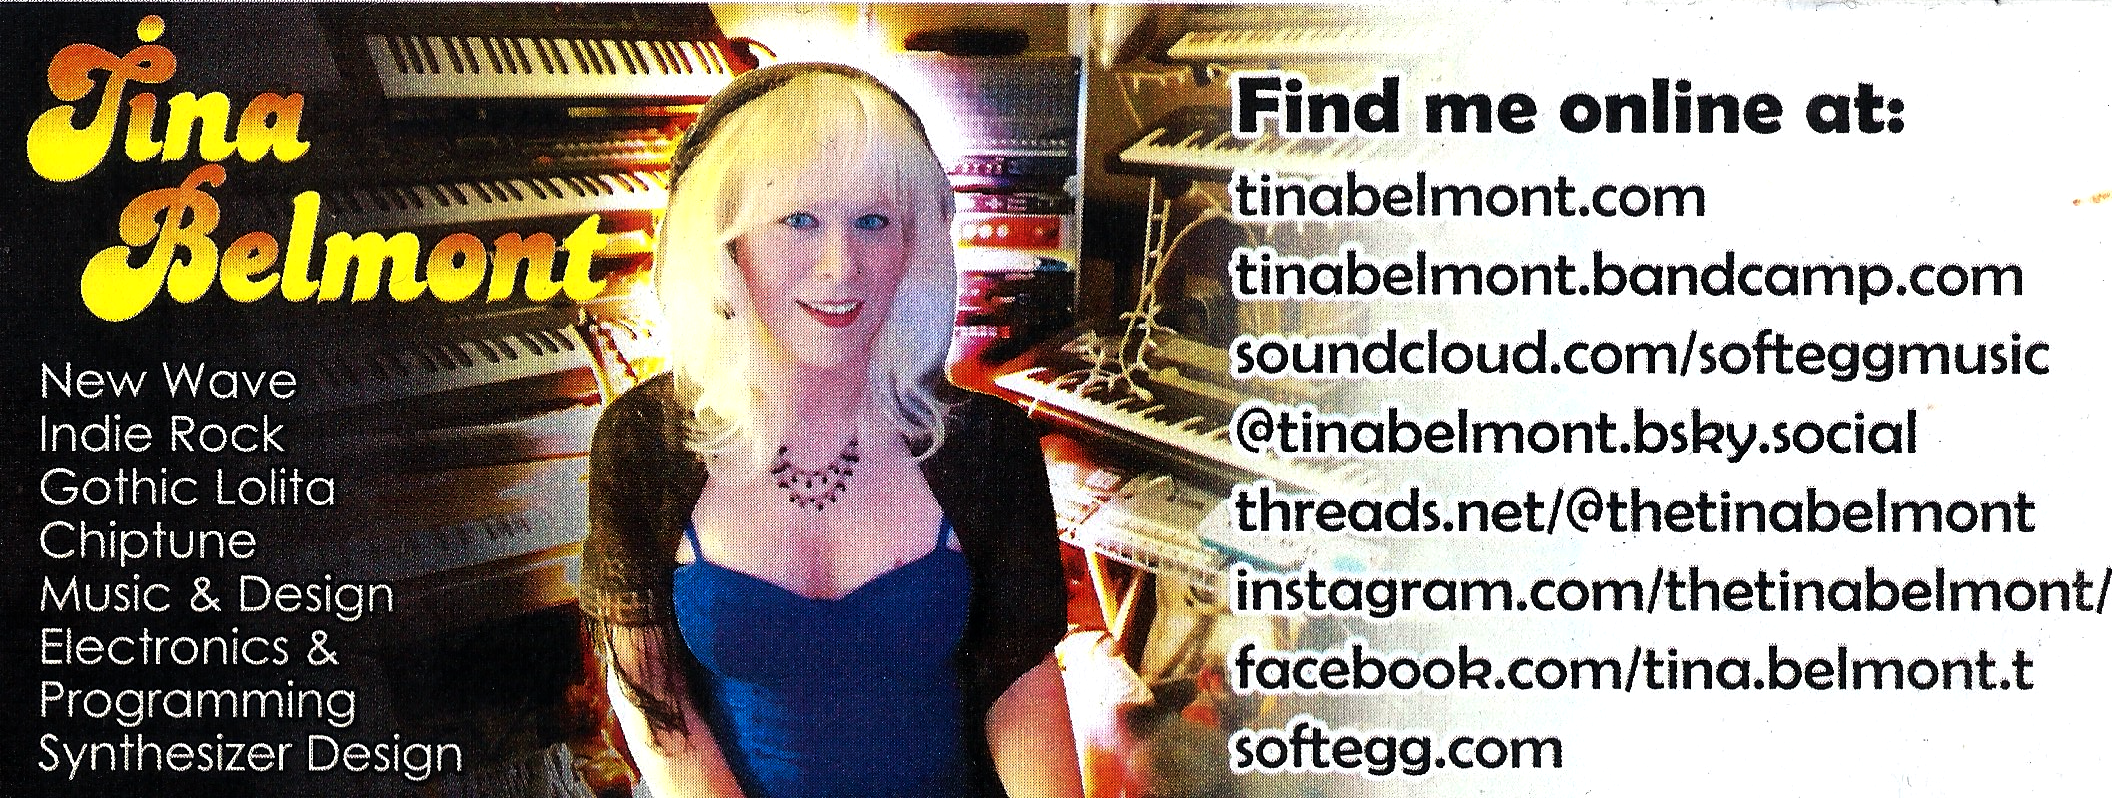 Tina
Belmont
New Wave
Indie Rock
Gothic Lolita
Chiptune
Music & Design
Electronics &
Programming
Synthesizer Design
Find me online at:
tinabelmont.com
tinabelmont.bandcamp.com
soundcloud.com/softeggmusic
@tinabelmont.bsky.social
threads.net/@thetinabelmont
instagram.com/thetinabelmont/
facebook.com/tina.belmont.t
softegg.com